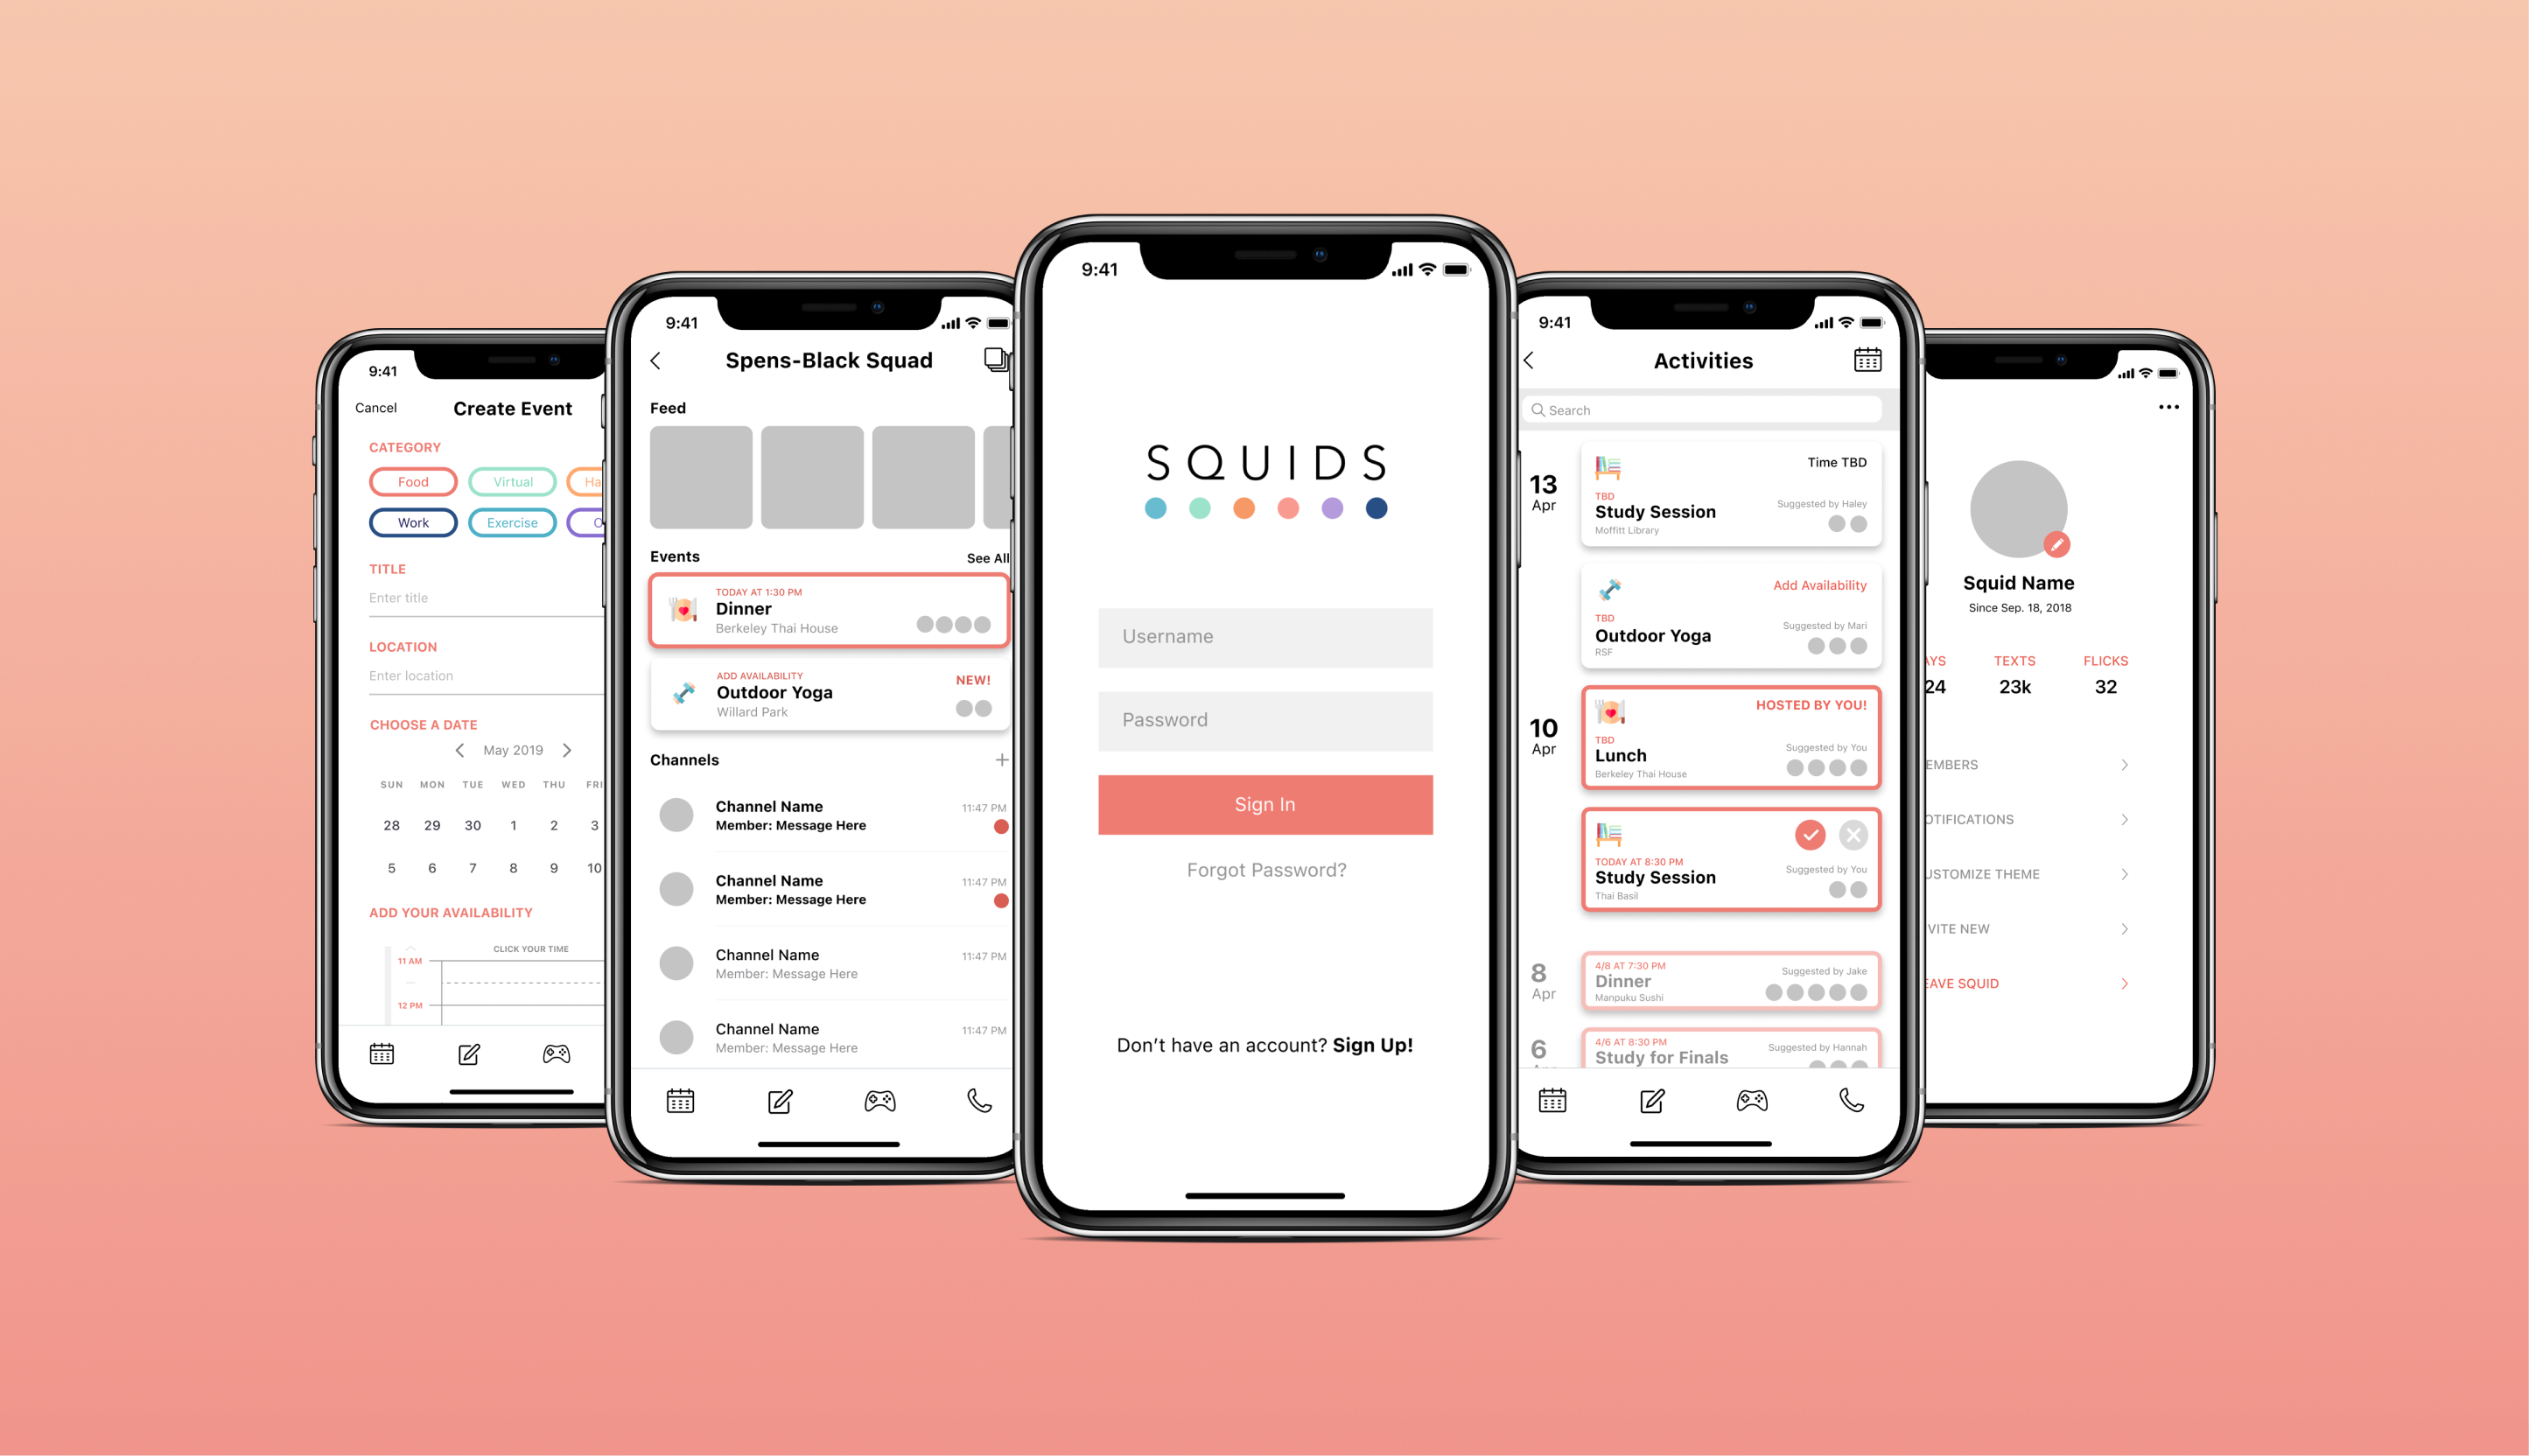 9:41
Cancel
Create Event
CATEGORY
Food
Virtual
Ha
Work
Exercise
TITLE
Enter title
LOCATION
Enter location
CHOOSE A DATE
May 2019
SUN MON TUE WED THU FRI
28 29 30 1 2 3
5 6 7 8 9 10
ADD YOUR AVAILABILITY
CLICK YOUR TIME
11 AM
12 PM
9:41
Spens-Black Squad
Feed
Events
See All
TODAY AT 1:30 PM
Dinner
Berkeley Thai House
ADD AVAILABILITY
NEW!
Outdoor Yoga
Willard Park
Channels
Channel Name
11:47 PM
Member: Message Here
Channel Name
11:47 PM
Member: Message Here
Channel Name
11:47 PM
Member: Message Here
Channel Name
11:47 PM
Member: Message Here
9:41
SQUIDS
Username
Password
Sign In
Forgot Password?
Don’t have an account? Sign Up!
9:41
Activities
Search
13
Apr
Time TBD
TBD
Study Session
Suggested by Haley
Moffitt Library
Add Availability
TBD
Outdoor Yoga
Suggested by Mari
RSF
10
Apr
HOSTED BY YOU!
TBD
Lunch
Suggested by You
Berkeley Thai House
TODAY AT 8:30 PM
Study Session
Suggested by You
Thai Basil
8
Apr
4/8 AT 7:30 PM
Dinner
Suggested by Jake
Manpuku Sushi
6
4/6 AT 8:30 PM
Study for Finals
Suggested by Hannah
Squid Name
Since Sep. 18, 2018
AYS
TEXTS
FLICKS
24
23k
32
EMBERS
OTIFICATIONS
USTOMIZE THEME
VITE NEW
EAVE SQUID